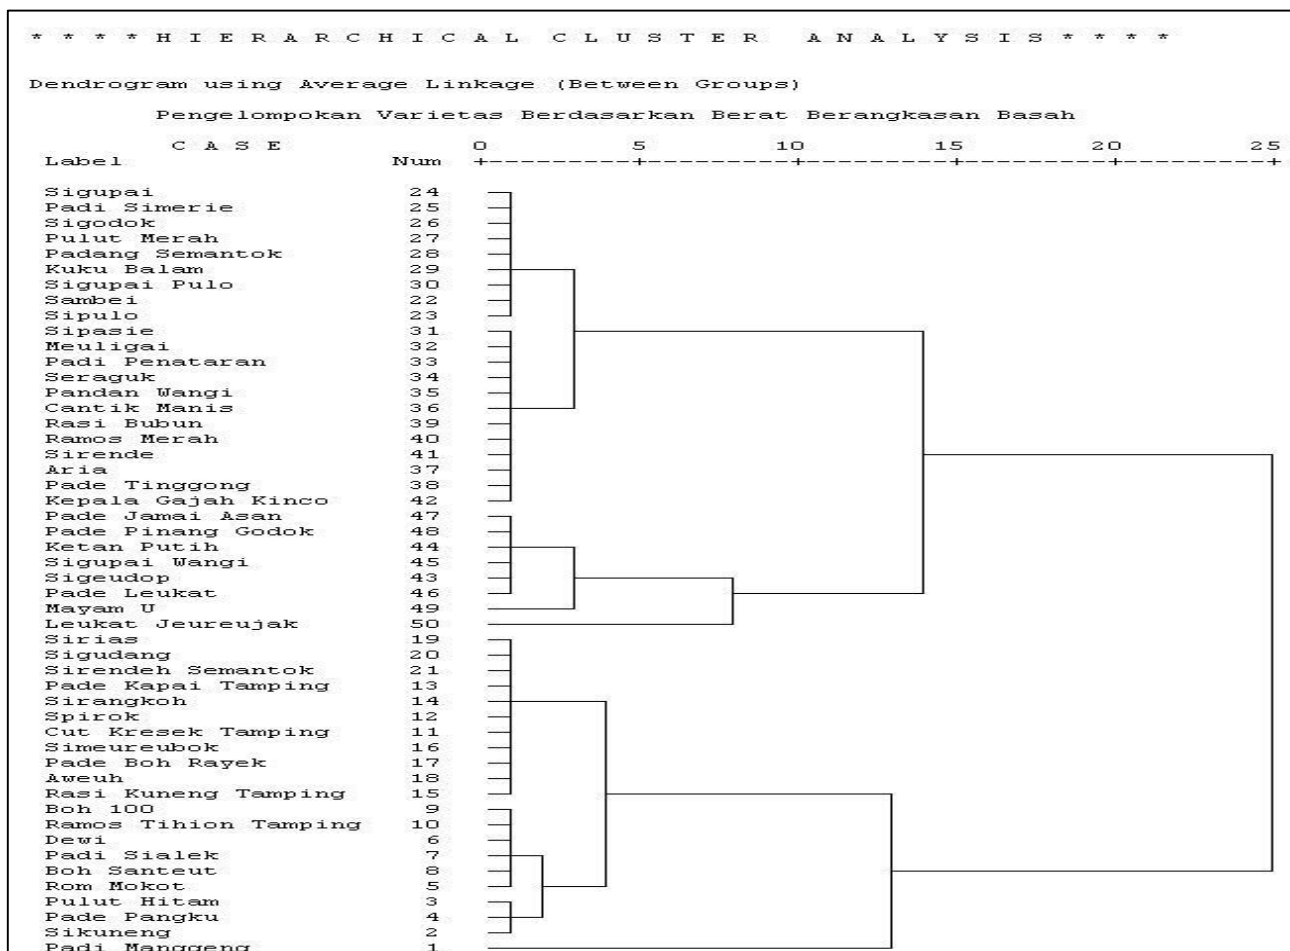 * * * * H I E R A R C H I C A L   C L U S T E R   A N A L Y S I S * * * *
Dendrogram using Average Linkage (Between Groups)
Pengelompokan Varietas Berdasarkan Berat Berangkasan Basah
C A S E 0 5 10 15 20 25
Label Num +---------+---------+---------+---------+---------+
Sigupai 24
Padi Simerie 25
Sigodok 26
Pulut Merah 27
Padang Semantok 28
Kuku Balam 29
Sigupai Pulo 30
Sambei 22
Sipulo 23
Sipasie 31
Meuligai 32
Padi Penataran 33
Seraguk 34
Pandan Wangi 35
Cantik Manis 36
Rasi Bubun 39
Ramos Merah 40
Sirende 41
Aria 37
Pade Tinggong 38
Kepala Gajah Kinco 42
Pade Jamai Asan 47
Pade Pinang Godok 48
Ketan Putih 44
Sigupai Wangi 45
Sigeudop 43
Pade Leukat 46
Mayam U 49
Leukat Jeureujak 50
Sirias 19
Sigudang 20
Sirendeh Semantok 21
Pade Kapai Tamping 13
Sirangkoh 14
Spirok 12
Cut Kresek Tamping 11
Simeureubok 16
Pade Boh Rayek 17
Aweuh 18
Rasi Kuneng Tamping 15
Boh 100 9
Ramos Tihion Tamping 10
Dewi 6
Padi Sialek 7
Boh Santeut 8
Rom Mokot 5
Pulut Hitam 3
Pade Pangku 4
Sikuneng 2
Padi Manggeng 1